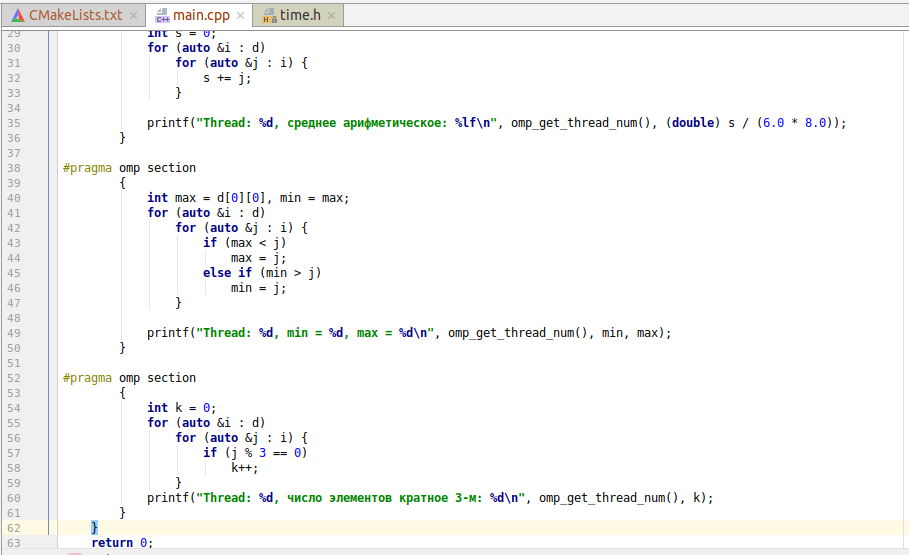 CMakeLists.txt main.cpp time.h
29 int s = 0;
30 for (auto &i : d)
31 for (auto &j : i) {
32 s += j;
33 }
34
35 printf("Thread: %d, среднее арифметическое: %lf\n", omp_get_thread_num(), (double) s / (6.0 * 8.0));
36 }
37
38 #pragma omp section
39 {
40 int max = d[0][0], min = max;
41 for (auto &i : d)
42 for (auto &j : i) {
43 if (max < j)
44 max = j;
45 else if (min > j)
46 min = j;
47 }
48
49 printf("Thread: %d, min = %d, max = %d\n", omp_get_thread_num(), min, max);
50 }
51
52 #pragma omp section
53 {
54 int k = 0;
55 for (auto &i : d)
56 for (auto &j : i) {
57 if (j % 3 == 0)
58 k++;
59 }
60 printf("Thread: %d, число элементов кратное 3-м: %d\n", omp_get_thread_num(), k);
61 }
62 }
63 return 0;